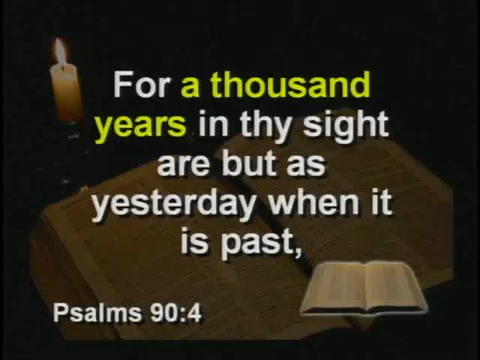 For a thousand
years in thy sight
are but as
yesterday when it
is past,
Psalms 90:4